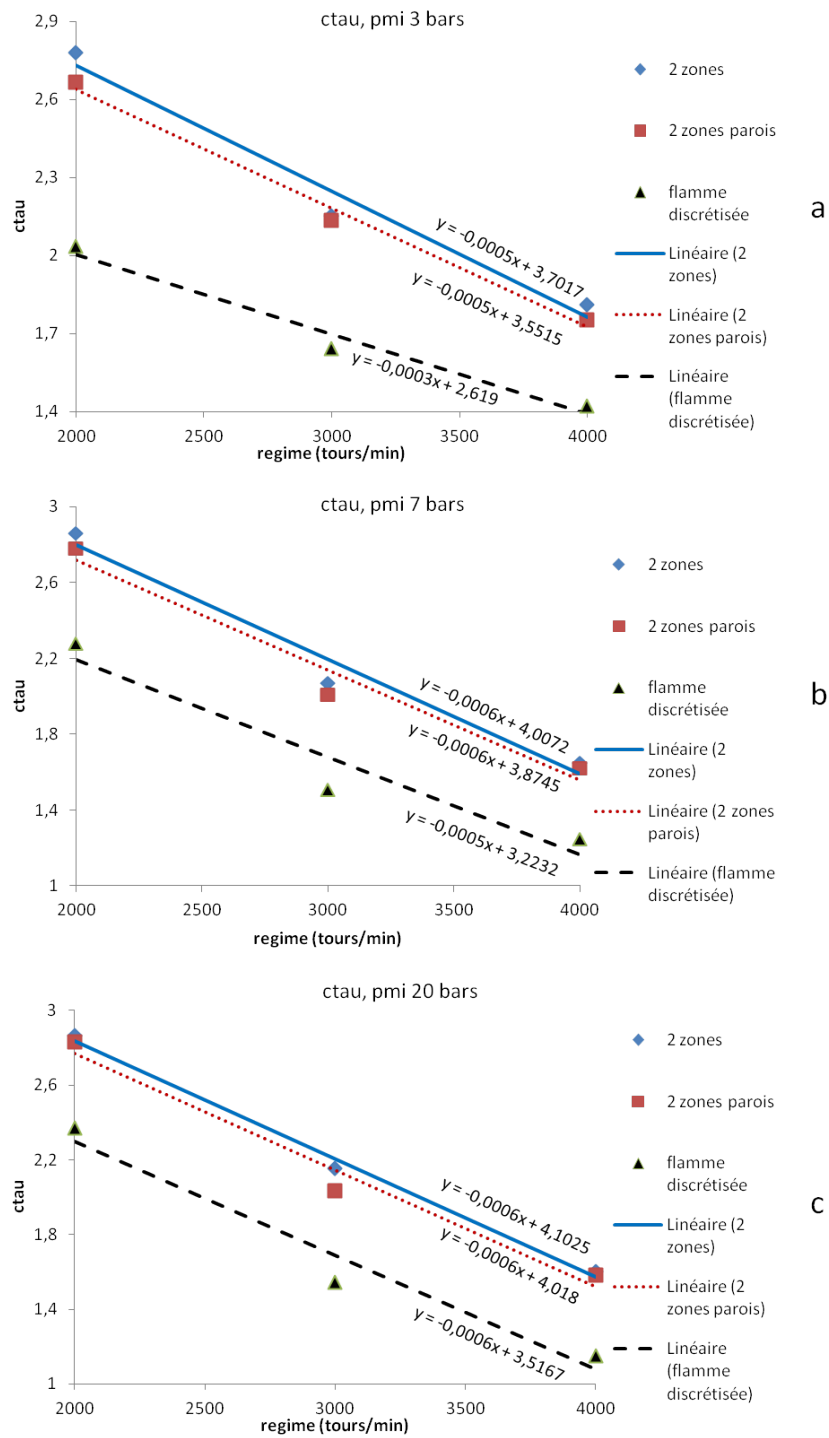 ctau, pmi 3 bars
2,9
2,6
2,3
2
1,7
1,4
ctau
2000
2500
3000
3500
4000
regime (tours/min)
y = -0,0005x + 3,7017
y = -0,0005x + 3,5515
y = -0,0003x + 2,619
2 zones
2 zones parois
flamme
discrétisée
Linéaire (2
zones)
Linéaire (2
zones parois)
Linéaire
(flamme
discrétisée)
a
ctau, pmi 7 bars
3
2,6
2,2
1,8
1,4
1
ctau
2000
2500
3000
3500
4000
regime (tours/min)
y = -0,0006x + 4,0072
y = -0,0006x + 3,8745
y = -0,0005x + 3,2232
2 zones
2 zones parois
flamme
discrétisée
Linéaire (2
zones)
Linéaire (2 zones
parois)
Linéaire (flamme
discrétisée)
b
ctau, pmi 20 bars
3
2,6
2,2
1,8
1,4
1
ctau
2000
2500
3000
3500
4000
regime (tours/min)
y = -0,0006x + 4,1025
y = -0,0006x + 4,018
y = -0,0006x + 3,5167
2 zones
2 zones parois
flamme
discrétisée
Linéaire (2
zones)
Linéaire (2
zones parois)
Linéaire
(flamme
discrétisée)
c